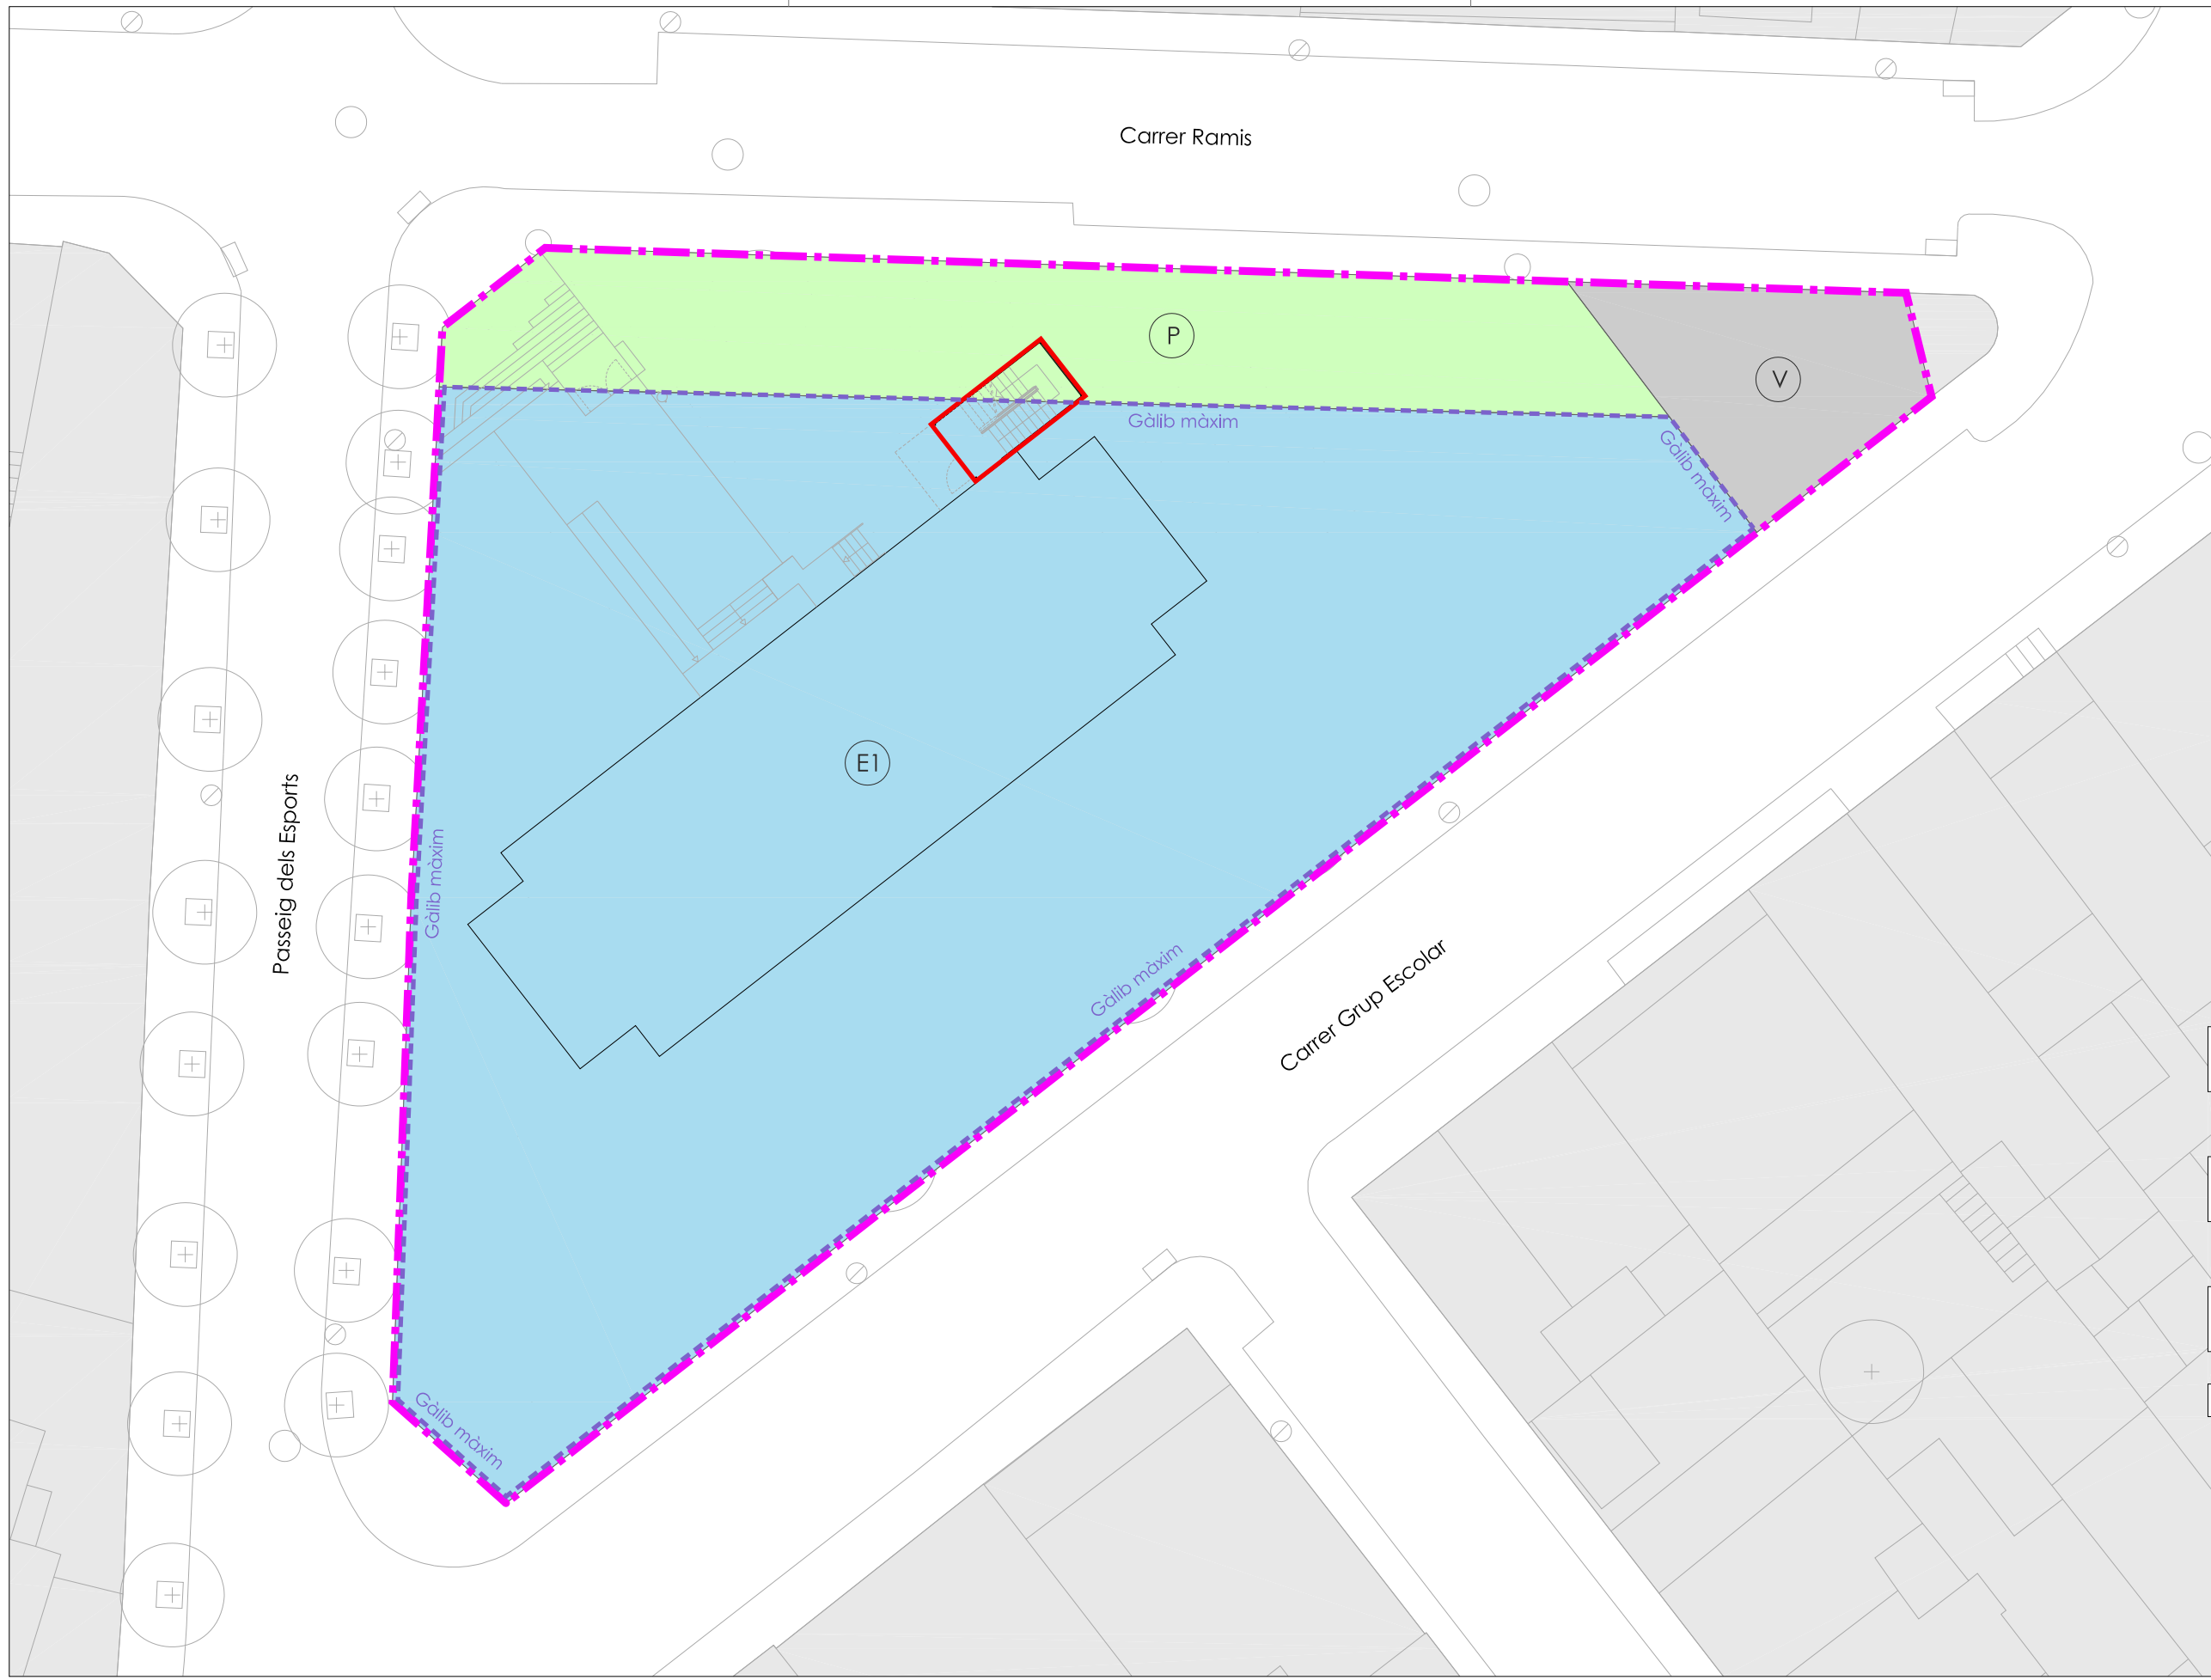 Carrer Ramis
P
V
Gàlib màxim
Gàlib màxim
E1
Passeig dels Esports
Gàlib màxim
Gàlib màxim
Carrer Grup Escolar
Gàlib màxim